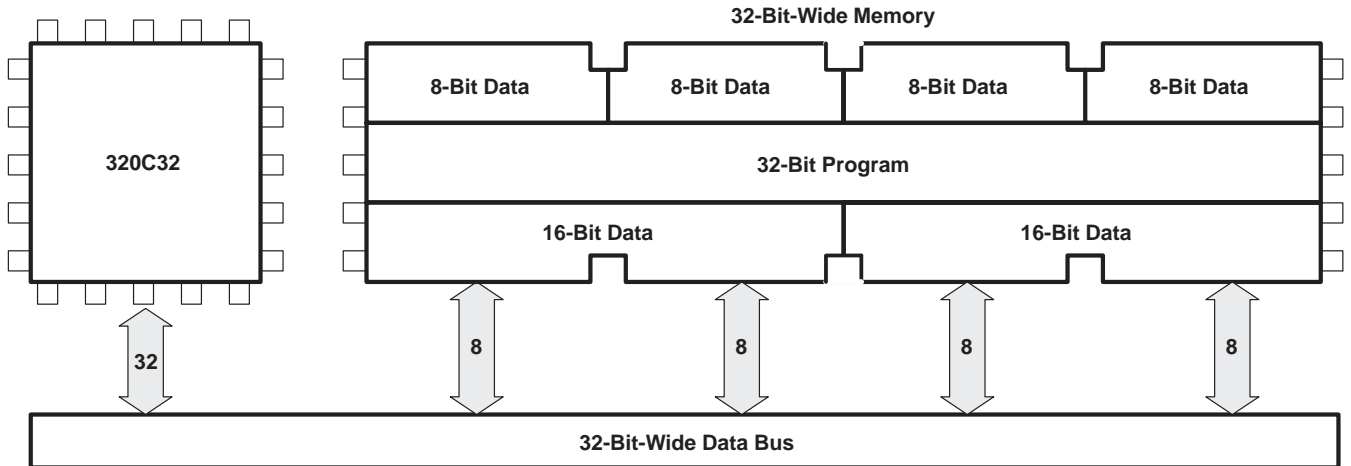 32-Bit-Wide Memory
8-Bit Data
8-Bit Data
8-Bit Data
8-Bit Data
320C32
32-Bit Program
16-Bit Data
16-Bit Data
32
8
8
8
8
32-Bit-Wide Data Bus